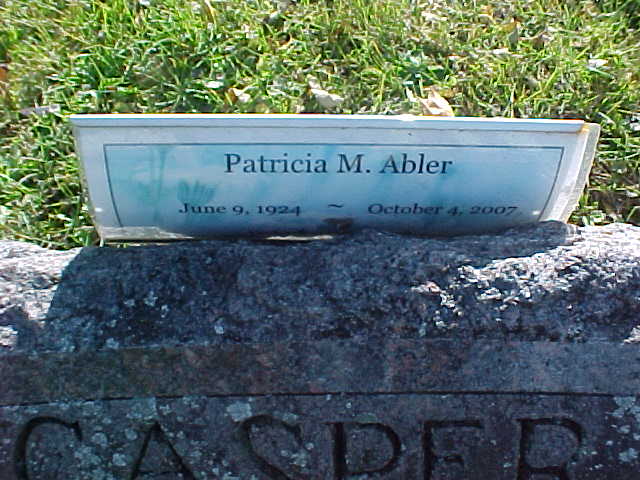 Patricia M. Abler
June 9, 1924 ~ October 4, 2007
CASPER